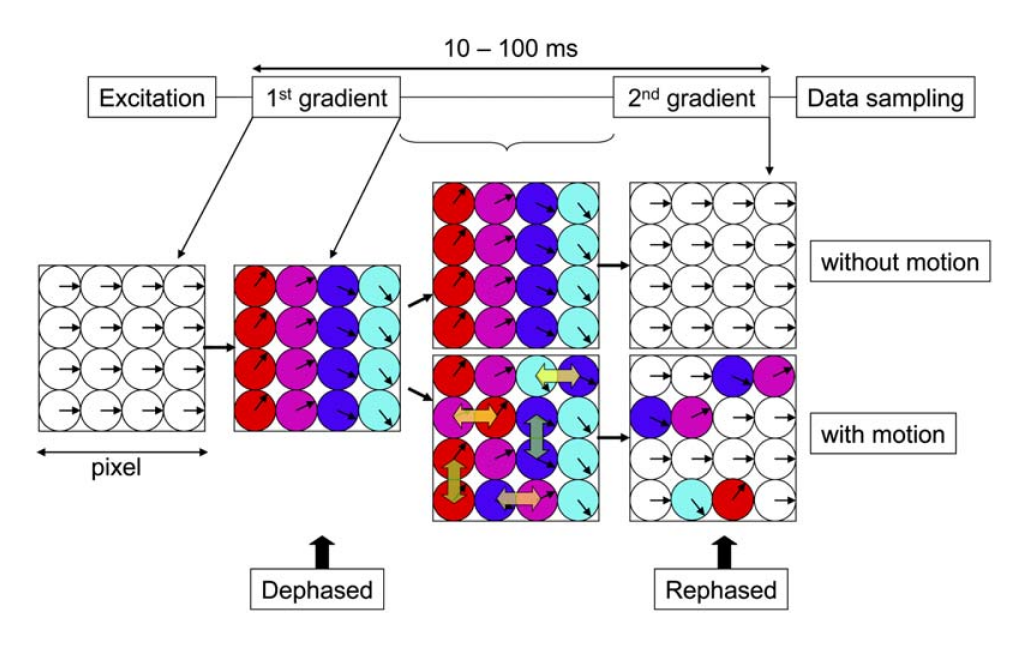 10 – 100 ms
Excitation
1st gradient
2nd gradient
Data sampling
without motion
pixel
with motion
Dephased
Rephased